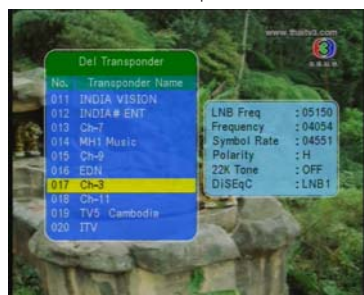 www.thaitv3.com
Del Transponder
No. Transponder Name
011 INDIA VISION
012 INDIA# ENT
013 Ch-7
014 MH1 Music
015 Ch-9
016 EDN
017 Ch-3
018 Ch-11
019 TV5 Cambodia
020 ITV
LNB Freq : 05150
Frequency : 04054
Symbol Rate : 04551
Polarity : H
22K Tone : OFF
DiSEqC : LNB1